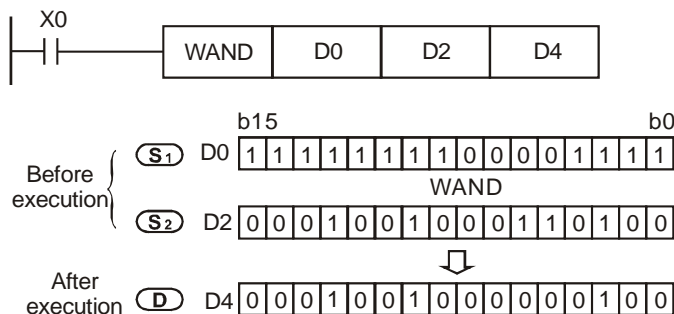 X0
WAND D0 D2 D4
b15 b0
Before execution
S1 D0 1 1 1 1 1 1 1 1 0 0 0 0 1 1 1 1
WAND
S2 D2 0 0 0 1 0 0 1 0 0 0 1 1 0 1 0 0
After execution
D D4 0 0 0 1 0 0 1 0 0 0 0 0 0 1 0 0